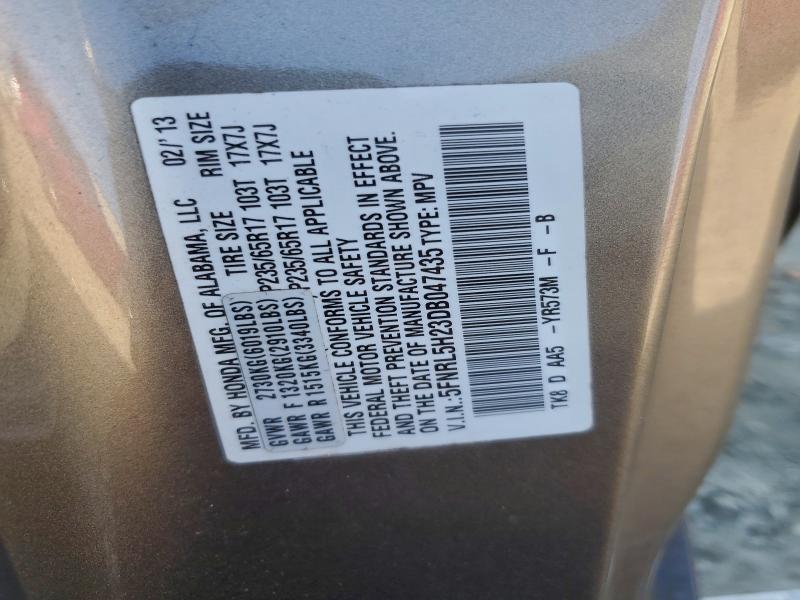 MFD. BY HONDA MFG. OF ALABAMA, LLC 02/'13
TIRE SIZE RIM SIZE
GVWR 2730KG(6019LBS)
GAWR F 1320KG(2910LBS) P235/65R17 103T 17X7J
GAWR R 1515KG(3340LBS) P235/65R17 103T 17X7J
THIS VEHICLE CONFORMS TO ALL APPLICABLE
FEDERAL MOTOR VEHICLE SAFETY
AND THEFT PREVENTION STANDARDS IN EFFECT
ON THE DATE OF MANUFACTURE SHOWN ABOVE.
V.I.N.:5FNRL5H23DB047435 TYPE: MPV
TK8 D AA5 -YR573M -F -B